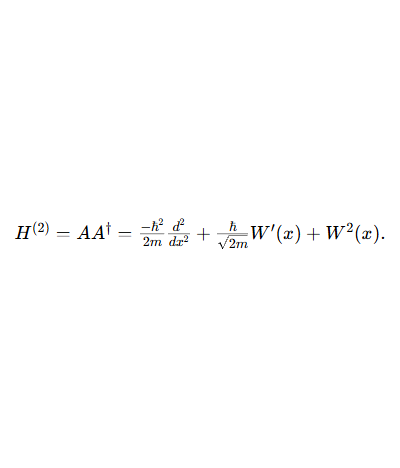 $H^{(2)} = AA^{\dagger} = \frac{-\hbar^2}{2m} \frac{d^2}{dx^2} + \frac{\hbar}{\sqrt{2m}} W'(x) + W^2(x).$